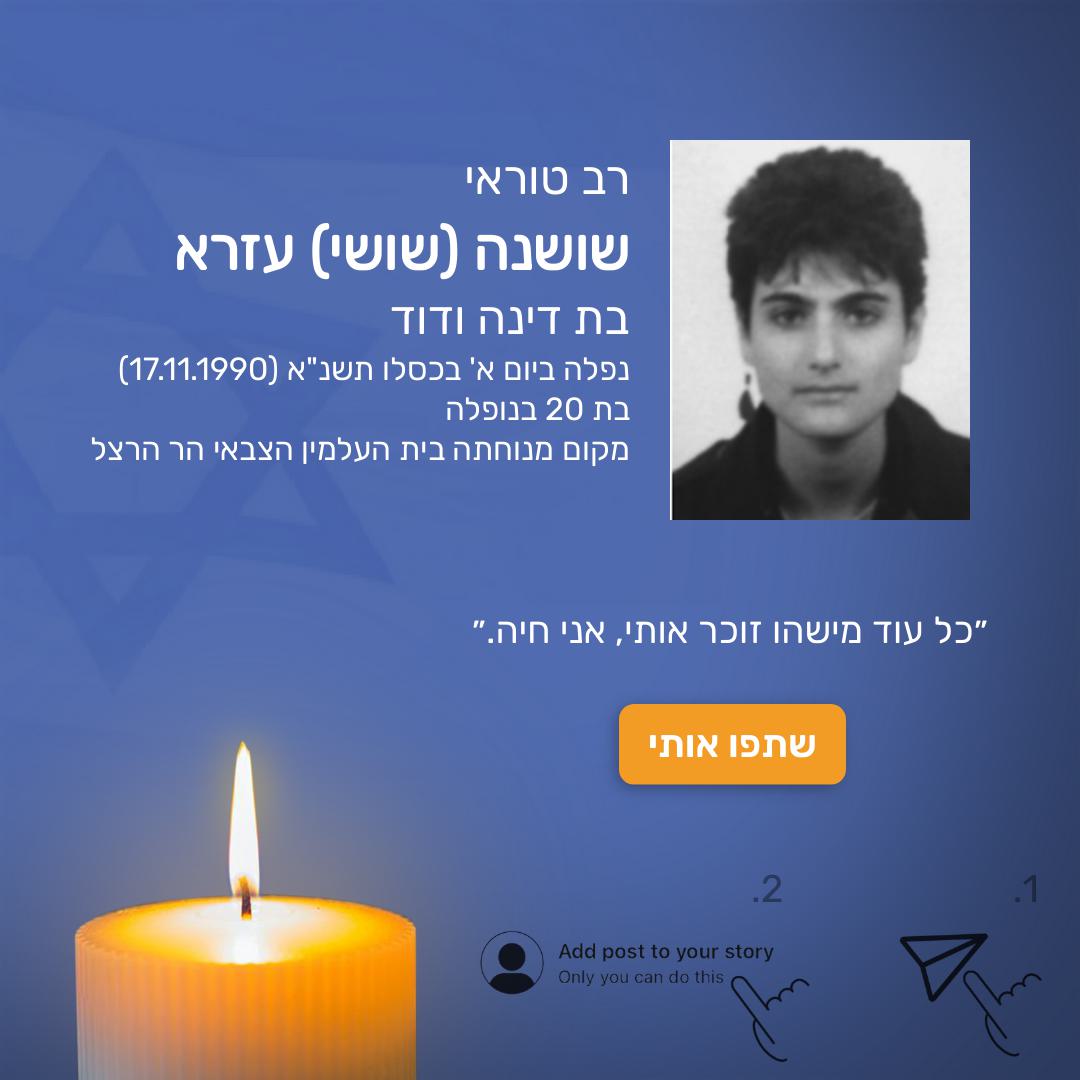 רב טוראי
שושנה (שושי) עזרא
בת דינה ודוד
נפלה ביום א' בכסלו תשנ"א (17.11.1990)
בת 20 בנופלה
מקום מנוחתה בית העלמין הצבאי הר הרצל
״כל עוד מישהו זוכר אותי, אני חיה.״
שתפו אותי
1.
2.
Add post to your story
Only you can do this